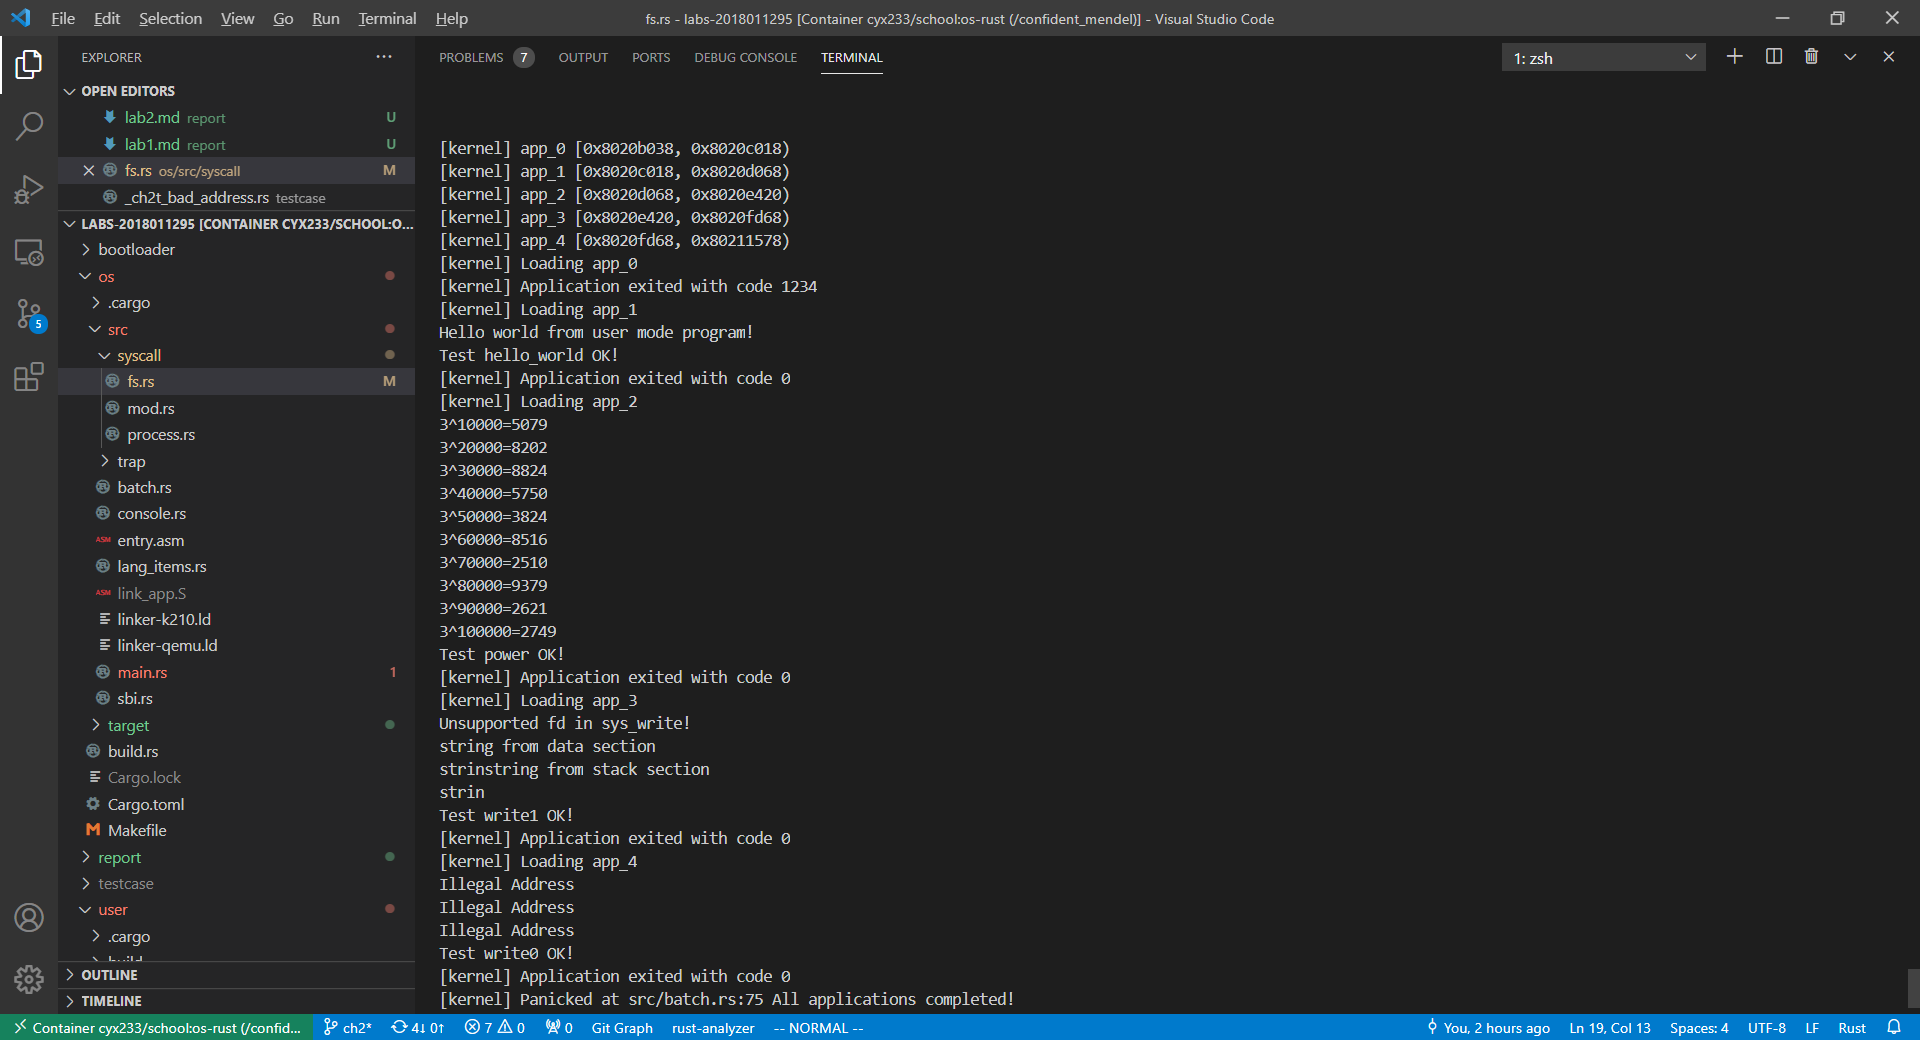 File Edit Selection View Go Run Terminal Help
fs.rs - labs-2018011295 [Container cyx233/school:os-rust (/confident_mendel)] - Visual Studio Code
EXPLORER
OPEN EDITORS
lab2.md report U
lab1.md report U
fs.rs os/src/syscall M
_ch2t_bad_address.rs testcase
LABS-2018011295 [CONTAINER CYX233/SCHOOL:O...
bootloader
os
.cargo
src
syscall
fs.rs M
mod.rs
process.rs
trap
batch.rs
console.rs
ASM entry.asm
lang_items.rs
ASM link_app.S
linker-k210.ld
linker-qemu.ld
main.rs 1
sbi.rs
target
build.rs
Cargo.lock
Cargo.toml
Makefile
report
testcase
user
.cargo
OUTLINE
TIMELINE
5
PROBLEMS 7 OUTPUT PORTS DEBUG CONSOLE TERMINAL
1: zsh
[kernel] app_0 [0x8020b038, 0x8020c018)
[kernel] app_1 [0x8020c018, 0x8020d068)
[kernel] app_2 [0x8020d068, 0x8020e420)
[kernel] app_3 [0x8020e420, 0x8020fd68)
[kernel] app_4 [0x8020fd68, 0x80211578)
[kernel] Loading app_0
[kernel] Application exited with code 1234
[kernel] Loading app_1
Hello world from user mode program!
Test hello_world OK!
[kernel] Application exited with code 0
[kernel] Loading app_2
3^10000=5079
3^20000=8202
3^30000=8824
3^40000=5750
3^50000=3824
3^60000=8516
3^70000=2510
3^80000=9379
3^90000=2621
3^100000=2749
Test power OK!
[kernel] Application exited with code 0
[kernel] Loading app_3
Unsupported fd in sys_write!
string from data section
strinstring from stack section
strin
Test write1 OK!
[kernel] Application exited with code 0
[kernel] Loading app_4
Illegal Address
Illegal Address
Illegal Address
Test write0 OK!
[kernel] Application exited with code 0
[kernel] Panicked at src/batch.rs:75 All applications completed!
Container cyx233/school:os-rust (/confid... ch2* 4↓ 0↑ 7 0 0 Git Graph rust-analyzer -- NORMAL -- You, 2 hours ago Ln 19, Col 13 Spaces: 4 UTF-8 LF Rust